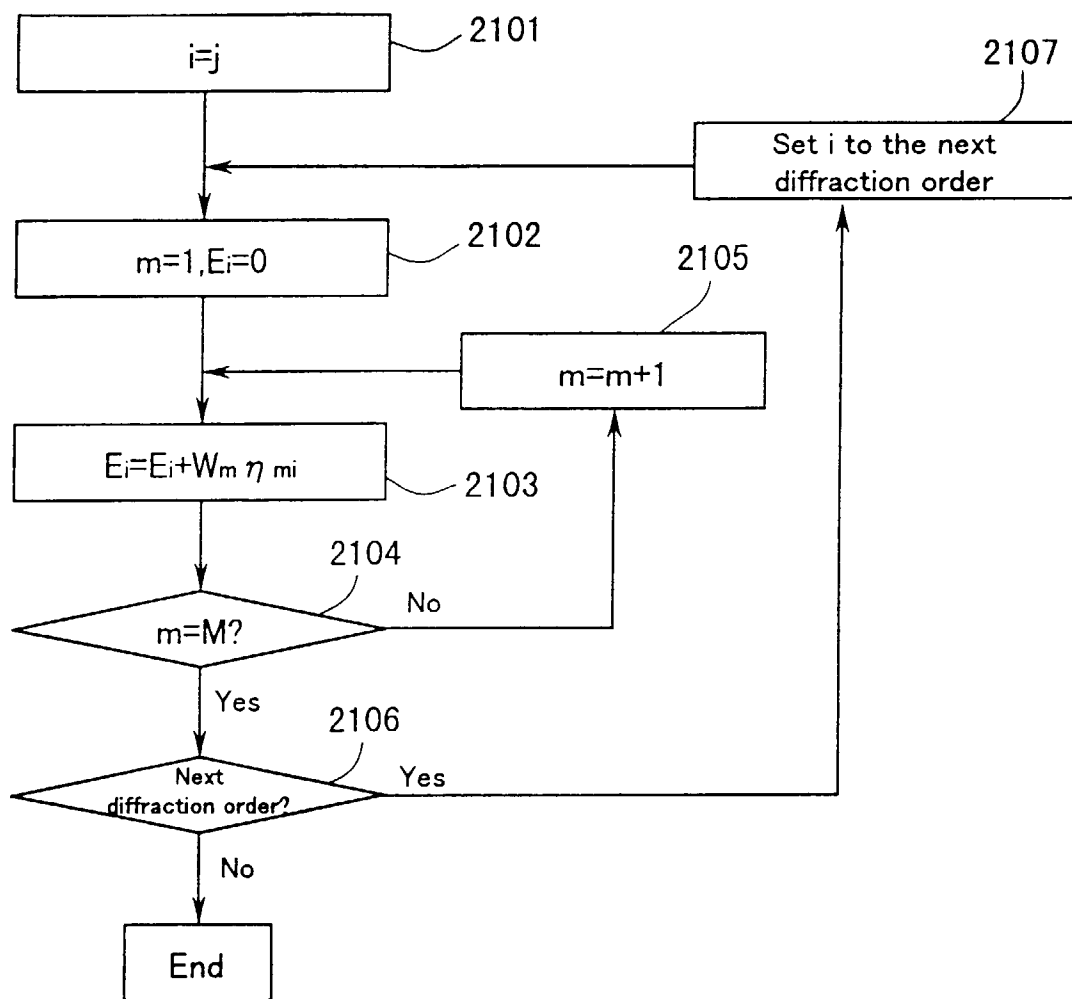 2101
i=j
2107
Set i to the next
diffraction order
2102
m=1,Ei=0
2105
m=m+1
Ei=Ei+Wm η mi
2103
2104
m=M?
No
Yes
2106
Next
diffraction order?
Yes
No
End